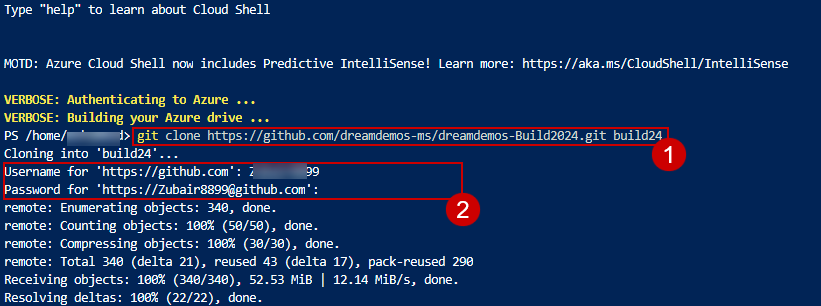 Type "help" to learn about Cloud Shell
MOTD: Azure Cloud Shell now includes Predictive IntelliSense! Learn more: https://aka.ms/CloudShell/IntelliSense
VERBOSE: Authenticating to Azure ...
VERBOSE: Building your Azure drive ...
PS /home/ d> git clone https://github.com/dreamdemos-ms/dreamdemos-Build2024.git build24
1
Cloning into 'build24'...
Username for 'https://github.com': Z 99
Password for 'https://Zubair8899@github.com':
2
remote: Enumerating objects: 340, done.
remote: Counting objects: 100% (50/50), done.
remote: Compressing objects: 100% (30/30), done.
remote: Total 340 (delta 21), reused 43 (delta 17), pack-reused 290
Receiving objects: 100% (340/340), 52.53 MiB | 12.14 MiB/s, done.
Resolving deltas: 100% (22/22), done.